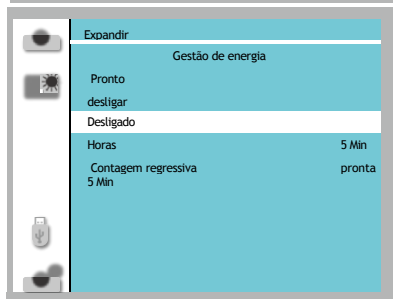 Expandir
Gestão de energia
Pronto
desligar
Desligado
Horas 5 Min
Contagem regressiva pronta
5 Min